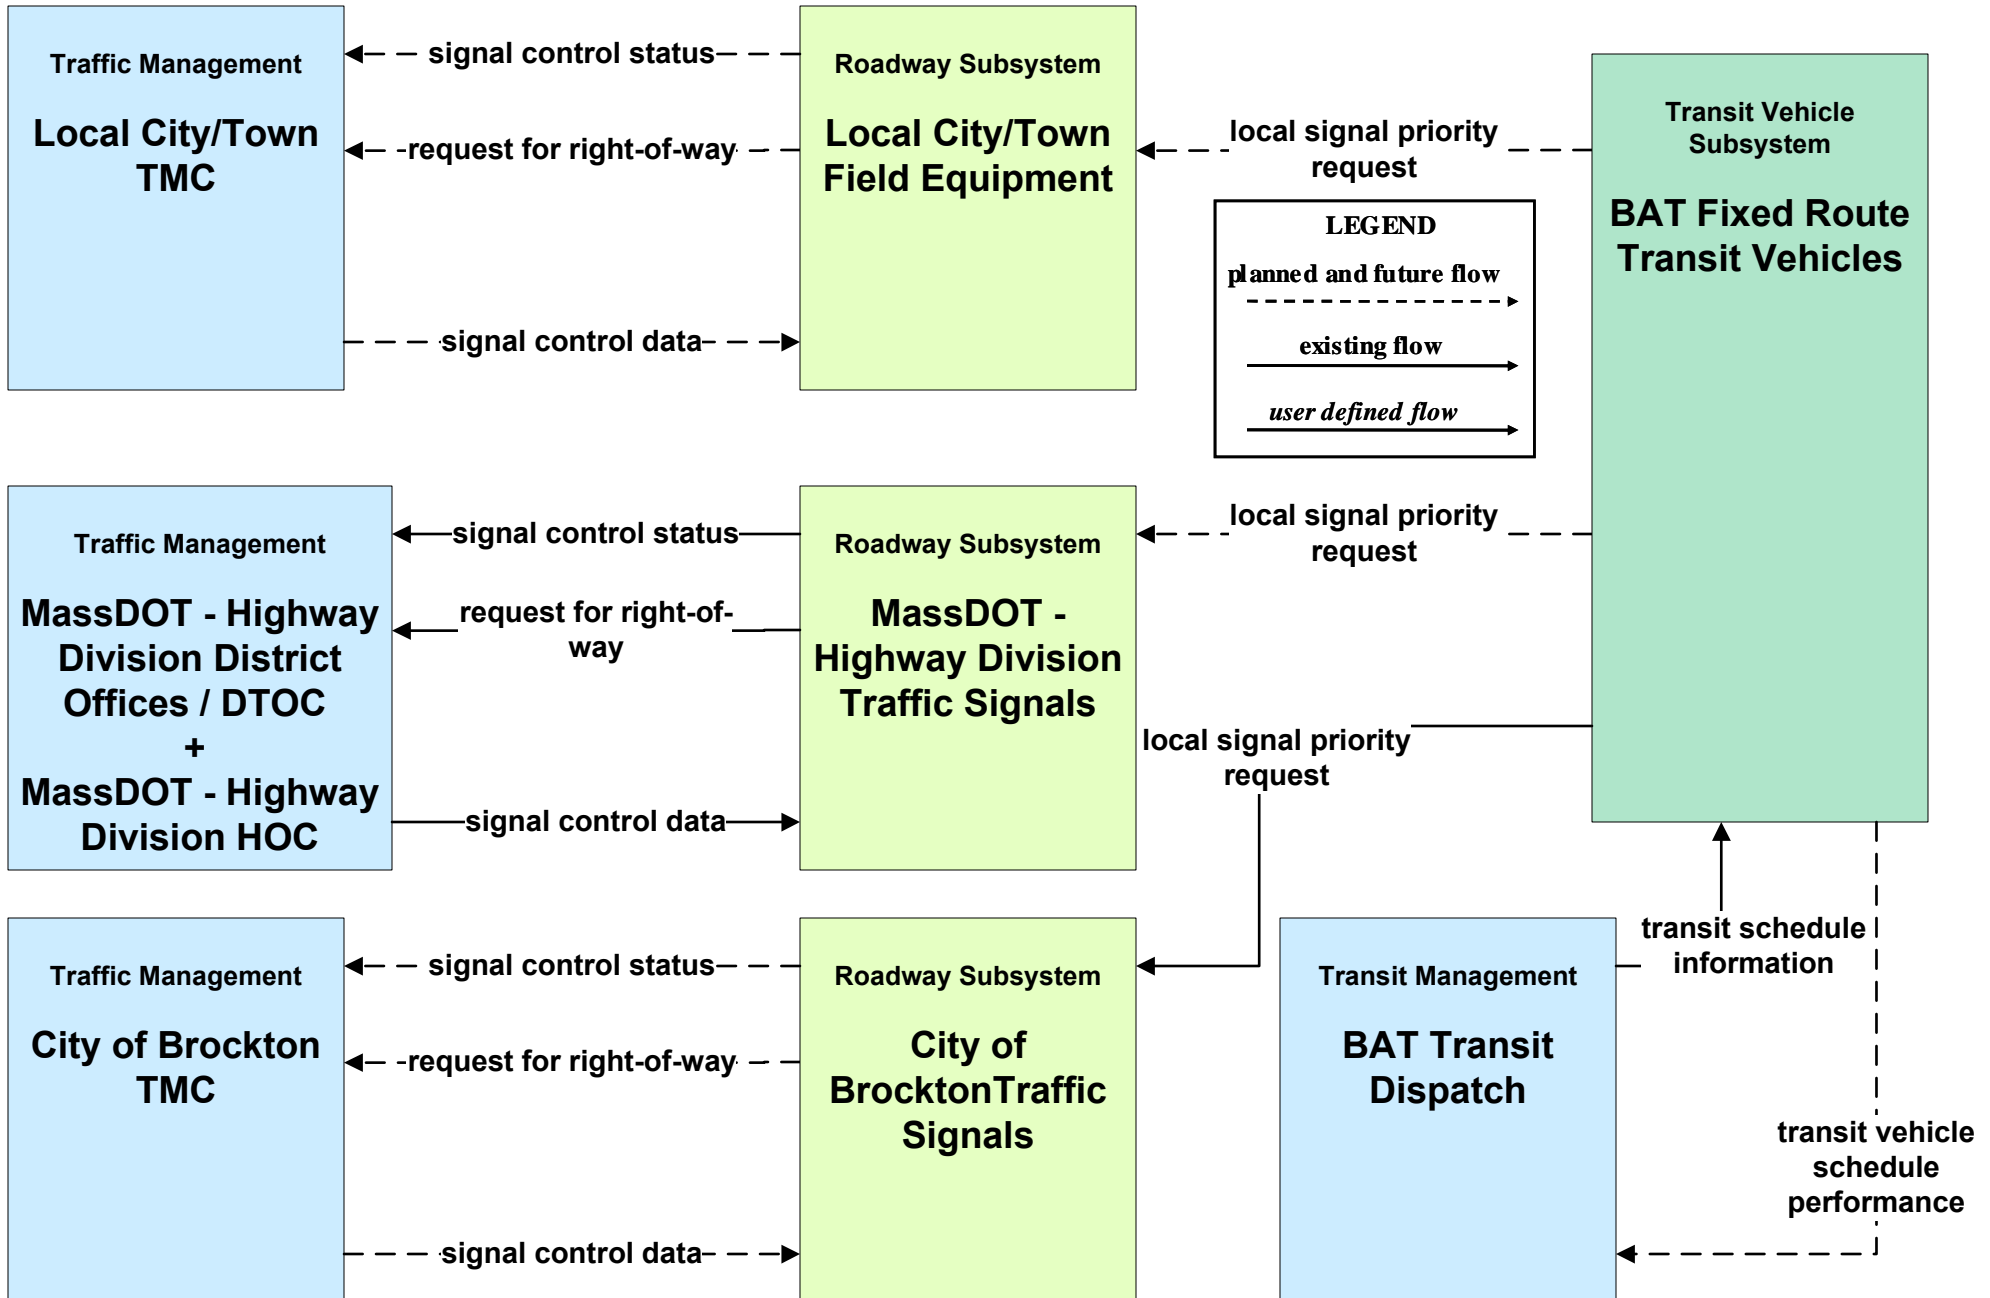 Traffic Management
Local City/Town
TMC
signal control status
request for right-of-way
signal control data
Roadway Subsystem
Local City/Town
Field Equipment
local signal priority
request
Transit Vehicle
Subsystem
BAT Fixed Route
Transit Vehicles
LEGEND
planned and future flow
existing flow
user defined flow
Traffic Management
MassDOT - Highway
Division District
Offices / DTOC
+
MassDOT - Highway
Division HOC
signal control status
request for right-of-
way
signal control data
Roadway Subsystem
MassDOT -
Highway Division
Traffic Signals
local signal priority
request
local signal priority
request
Traffic Management
City of Brockton
TMC
signal control status
request for right-of-way
signal control data
Roadway Subsystem
City of
BrocktonTraffic
Signals
Transit Management
BAT Transit
Dispatch
transit schedule
information
transit vehicle
schedule
performance